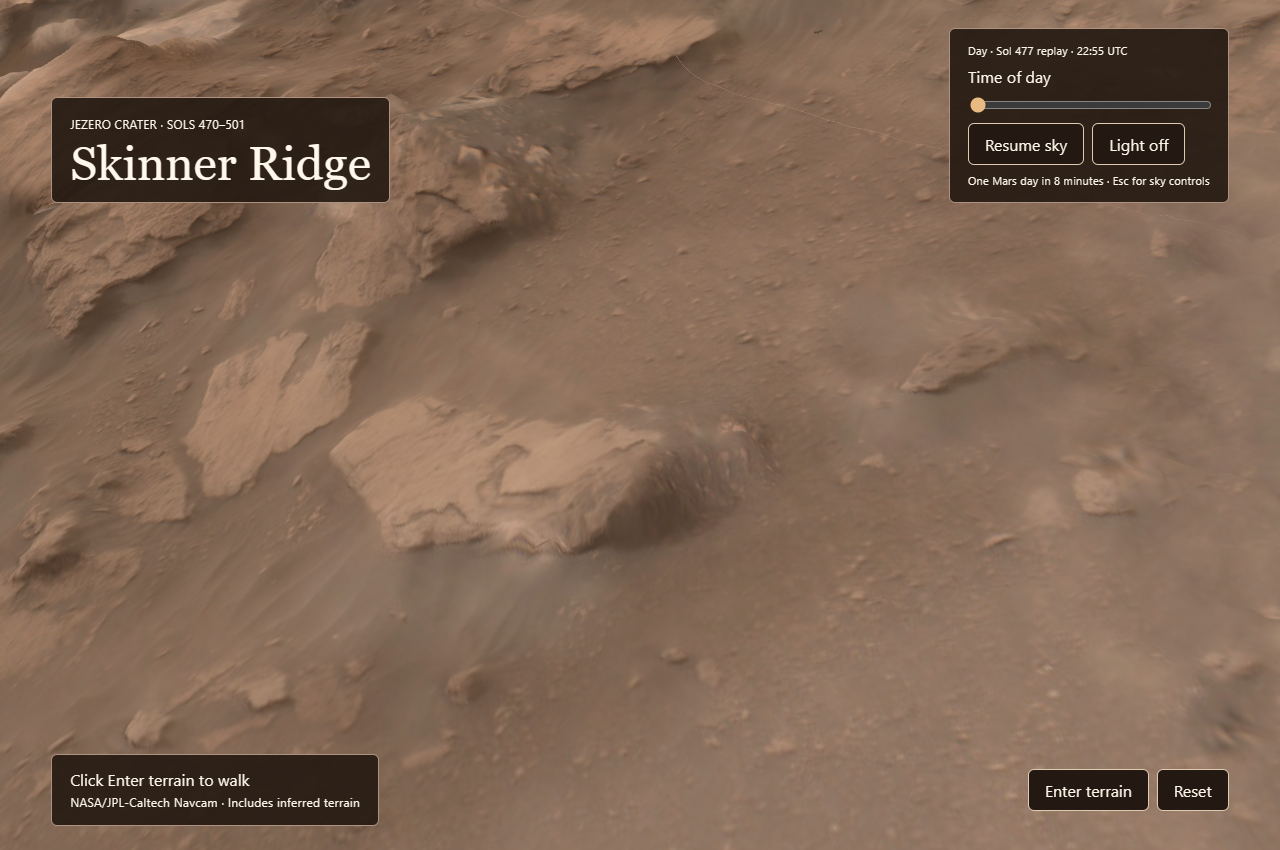 JEZERO CRATER · SOLS 470–501
Skinner Ridge
Day · Sol 477 replay · 22:55 UTC
Time of day
Resume sky
Light off
One Mars day in 8 minutes · Esc for sky controls
Click Enter terrain to walk
NASA/JPL-Caltech Navcam · Includes inferred terrain
Enter terrain
Reset